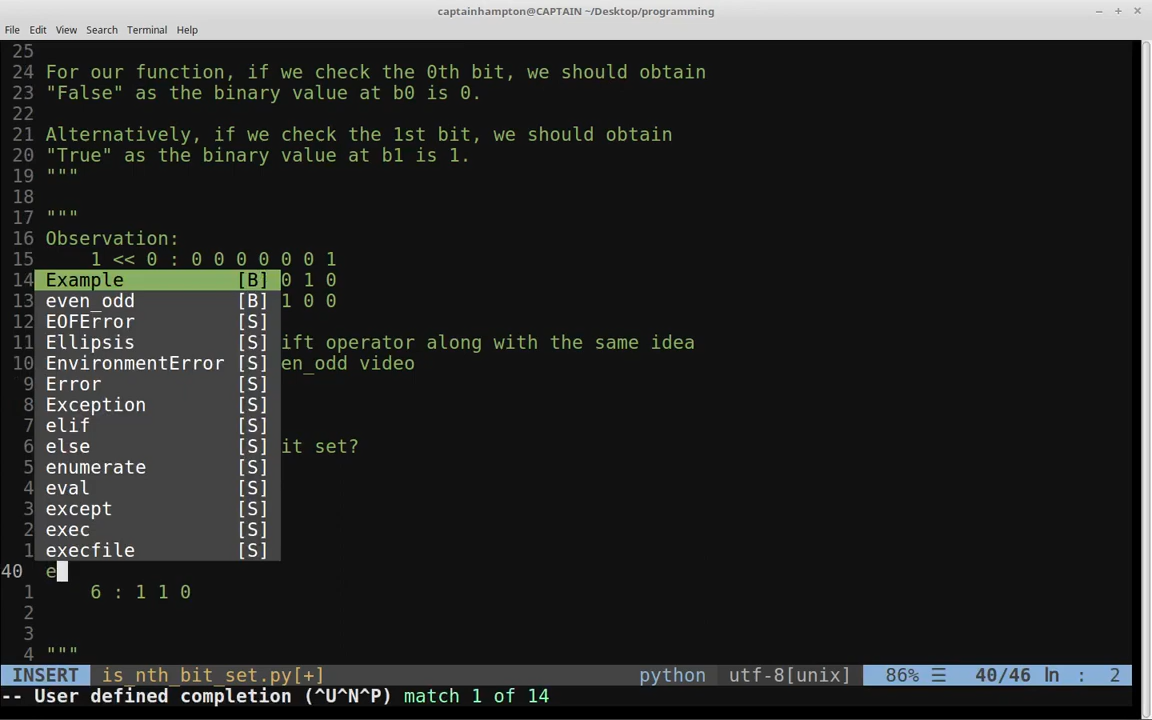 captainhampton@CAPTAIN ~/Desktop/programming
File Edit View Search Terminal Help
25
24 For our function, if we check the 0th bit, we should obtain
23 "False" as the binary value at b0 is 0.
22
21 Alternatively, if we check the 1st bit, we should obtain
20 "True" as the binary value at b1 is 1.
19 """
18
17 """
16 Observation:
15 1 << 0 : 0 0 0 0 0 0 0 1
14 Example [B] 0 1 0
13 even_odd [B] 1 0 0
12 EOFError [S]
11 Ellipsis [S] ift operator along with the same idea
10 EnvironmentError [S] en_odd video
9 Error [S]
8 Exception [S]
7 elif [S]
6 else [S] it set?
5 enumerate [S]
4 eval [S]
3 except [S]
2 exec [S]
1 execfile [S]
40 e
1 6 : 1 1 0
2
3
4 """
INSERT is_nth_bit_set.py[+] python utf-8[unix] 86% ☰ 40/46 ln : 2
-- User defined completion (^U^N^P) match 1 of 14